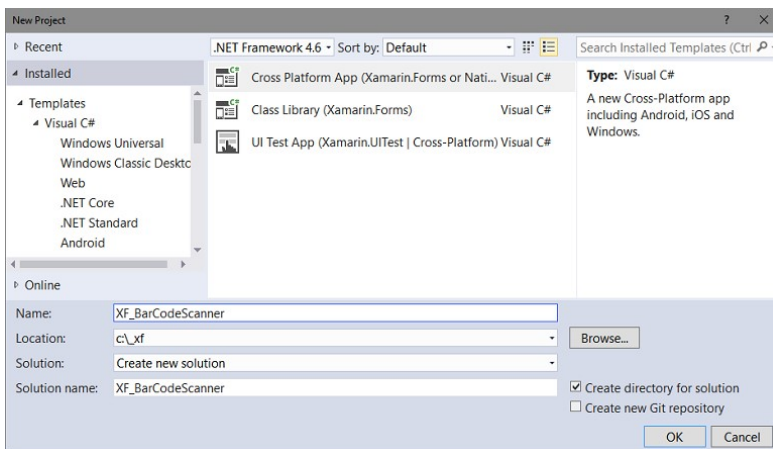 New Project
? ×
Recent
.NET Framework 4.6 Sort by: Default
Search Installed Templates (Ctrl
Installed
Templates
Visual C#
Windows Universal
Windows Classic Desktc
Web
.NET Core
.NET Standard
Android
Online
C# Cross Platform App (Xamarin.Forms or Nati... Visual C#
C# Class Library (Xamarin.Forms) Visual C#
UI Test App (Xamarin.UITest | Cross-Platform) Visual C#
Type: Visual C#
A new Cross-Platform app
including Android, iOS and
Windows.
Name: XF_BarCodeScanner
Location: c:\_xf
Browse...
Solution: Create new solution
Solution name: XF_BarCodeScanner
Create directory for solution
Create new Git repository
OK Cancel